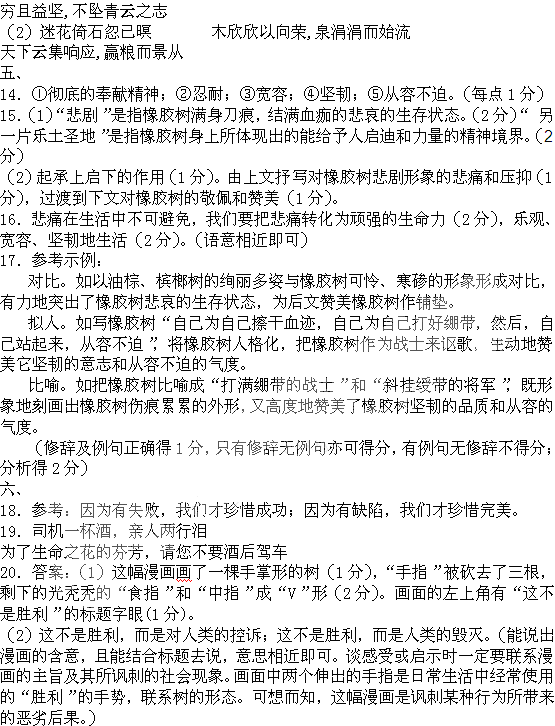 穷且益坚,不坠青云之志
（2）迷花倚石忽已暝　　　　木欣欣以向荣,泉涓涓而始流
天下云集响应,赢粮而景从
五、
14．①彻底的奉献精神；②忍耐；③宽容；④坚韧；⑤从容不迫。（每点1分）
15．（1）“悲剧”是指橡胶树满身刀痕，结满血痂的悲哀的生存状态。（2分）“ 另
一片乐土圣地”是指橡胶树身上所体现出的能给予人启迪和力量的精神境界。（2
分）
（2）起承上启下的作用（1分）。由上文抒写对橡胶树悲剧形象的悲痛和压抑（1
分），过渡到下文对橡胶树的敬佩和赞美（1分）。
16．悲痛在生活中不可避免，我们要把悲痛转化为顽强的生命力（2分），乐观、
宽容、坚韧地生活（2分）。（语意相近即可）
17．参考示例：
对比。如以油棕、槟榔树的绚丽多姿与橡胶树可怜、寒碜的形象形成对比，
有力地突出了橡胶树悲哀的生存状态，为后文赞美橡胶树作铺垫。
拟人。如写橡胶树“自己为自己擦干血迹，自己为自己打好绷带，然后，自
己站起来，从容不迫”，将橡胶树人格化，把橡胶树作为战士来讴歌，生动地赞
美它坚韧的意志和从容不迫的气度。
比喻。如把橡胶树比喻成“打满绷带的战士”和“斜挂绶带的将军”，既形
象地刻画出橡胶树伤痕累累的外形，又高度地赞美了橡胶树坚韧的品质和从容的
气度。
（修辞及例句正确得1分，只有修辞无例句亦可得分，有例句无修辞不得分；
分析得2分）
六、
18．参考：因为有失败，我们才珍惜成功；因为有缺陷，我们才珍惜完美。
19．司机一杯酒，亲人两行泪
为了生命之花的芬芳，请您不要酒后驾车
20．答案：（1）这幅漫画画了一棵手掌形的树（1分），“手指”被砍去了三根，
剩下的光秃秃的“食指”和“中指”成“V”形（2分）。画面的左上角有“这不
是胜利”的标题字眼(1分)。
（2）这不是胜利，而是对人类的控诉；这不是胜利，而是人类的毁灭。（能说出
漫画的含意，且能结合标题去说，意思相近即可。谈感受或启示时一定要联系漫
画的主旨及其所讽刺的社会现象。画面中两个伸出的手指是日常生活中经常使用
的“胜利”的手势，联系树的形态。可想而知，这幅漫画是讽刺某种行为所带来
的恶劣后果。）